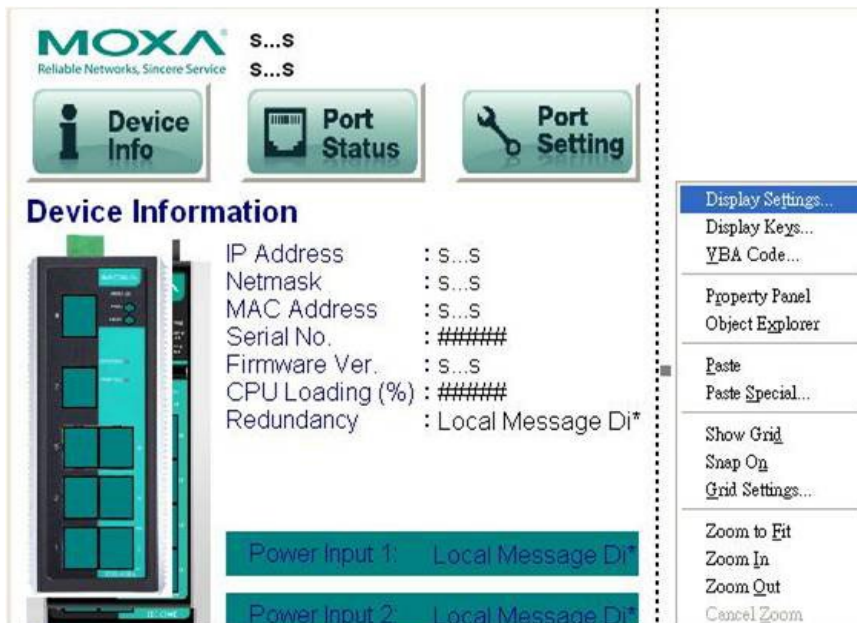 MOXA
Reliable Networks, Sincere Service
s...s
s...s
Device Info
Port Status
Port Setting
Device Information
IP Address : s...s
Netmask : s...s
MAC Address : s...s
Serial No. : ######
Firmware Ver. : s...s
CPU Loading (%) : ######
Redundancy : Local Message Di*
Power Input 1: Local Message Di*
Power Input 2: Local Message Di*
Display Settings...
Display Keys...
VBA Code...
Property Panel
Object Explorer
Paste
Paste Special...
Show Grid
Snap On
Grid Settings...
Zoom to Fit
Zoom In
Zoom Out
Cancel Zoom